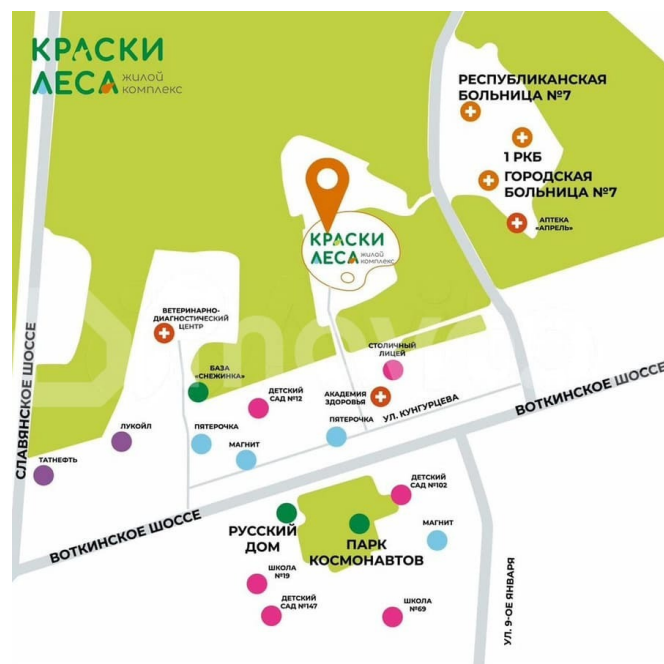 КРАСКИ
ЛЕСА
жилой
комплекс
РЕСПУБЛИКАНСКАЯ
БОЛЬНИЦА №7
1 РКБ
ГОРОДСКАЯ
БОЛЬНИЦА №7
АПТЕКА
«АПРЕЛЬ»
КРАСКИ
ЛЕСА
жилой
комплекс
ВЕТЕРИНАРНО-
ДИАГНОСТИЧЕСКИЙ
ЦЕНТР
СТОЛИЧНЫЙ
ЛИЦЕЙ
БАЗА
«СНЕЖИНКА»
ДЕТСКИЙ
САД №12
АКАДЕМИЯ
ЗДОРОВЬЯ
УЛ. КУНГУРЦЕВА
ВОТКИНСКОЕ ШОССЕ
СЛАВЯНСКОЕ ШОССЕ
ЛУКОЙЛ
ПЯТЕРОЧКА
ПЯТЕРОЧКА
МАГНИТ
ТАТНЕФТЬ
ДЕТСКИЙ
САД №102
ВОТКИНСКОЕ ШОССЕ
РУССКИЙ
ДОМ
ПАРК
КОСМОНАВТОВ
МАГНИТ
ШКОЛА
№19
ДЕТСКИЙ
САД №147
ШКОЛА
№69
УЛ. 9-ОЕ ЯНВАРЯ